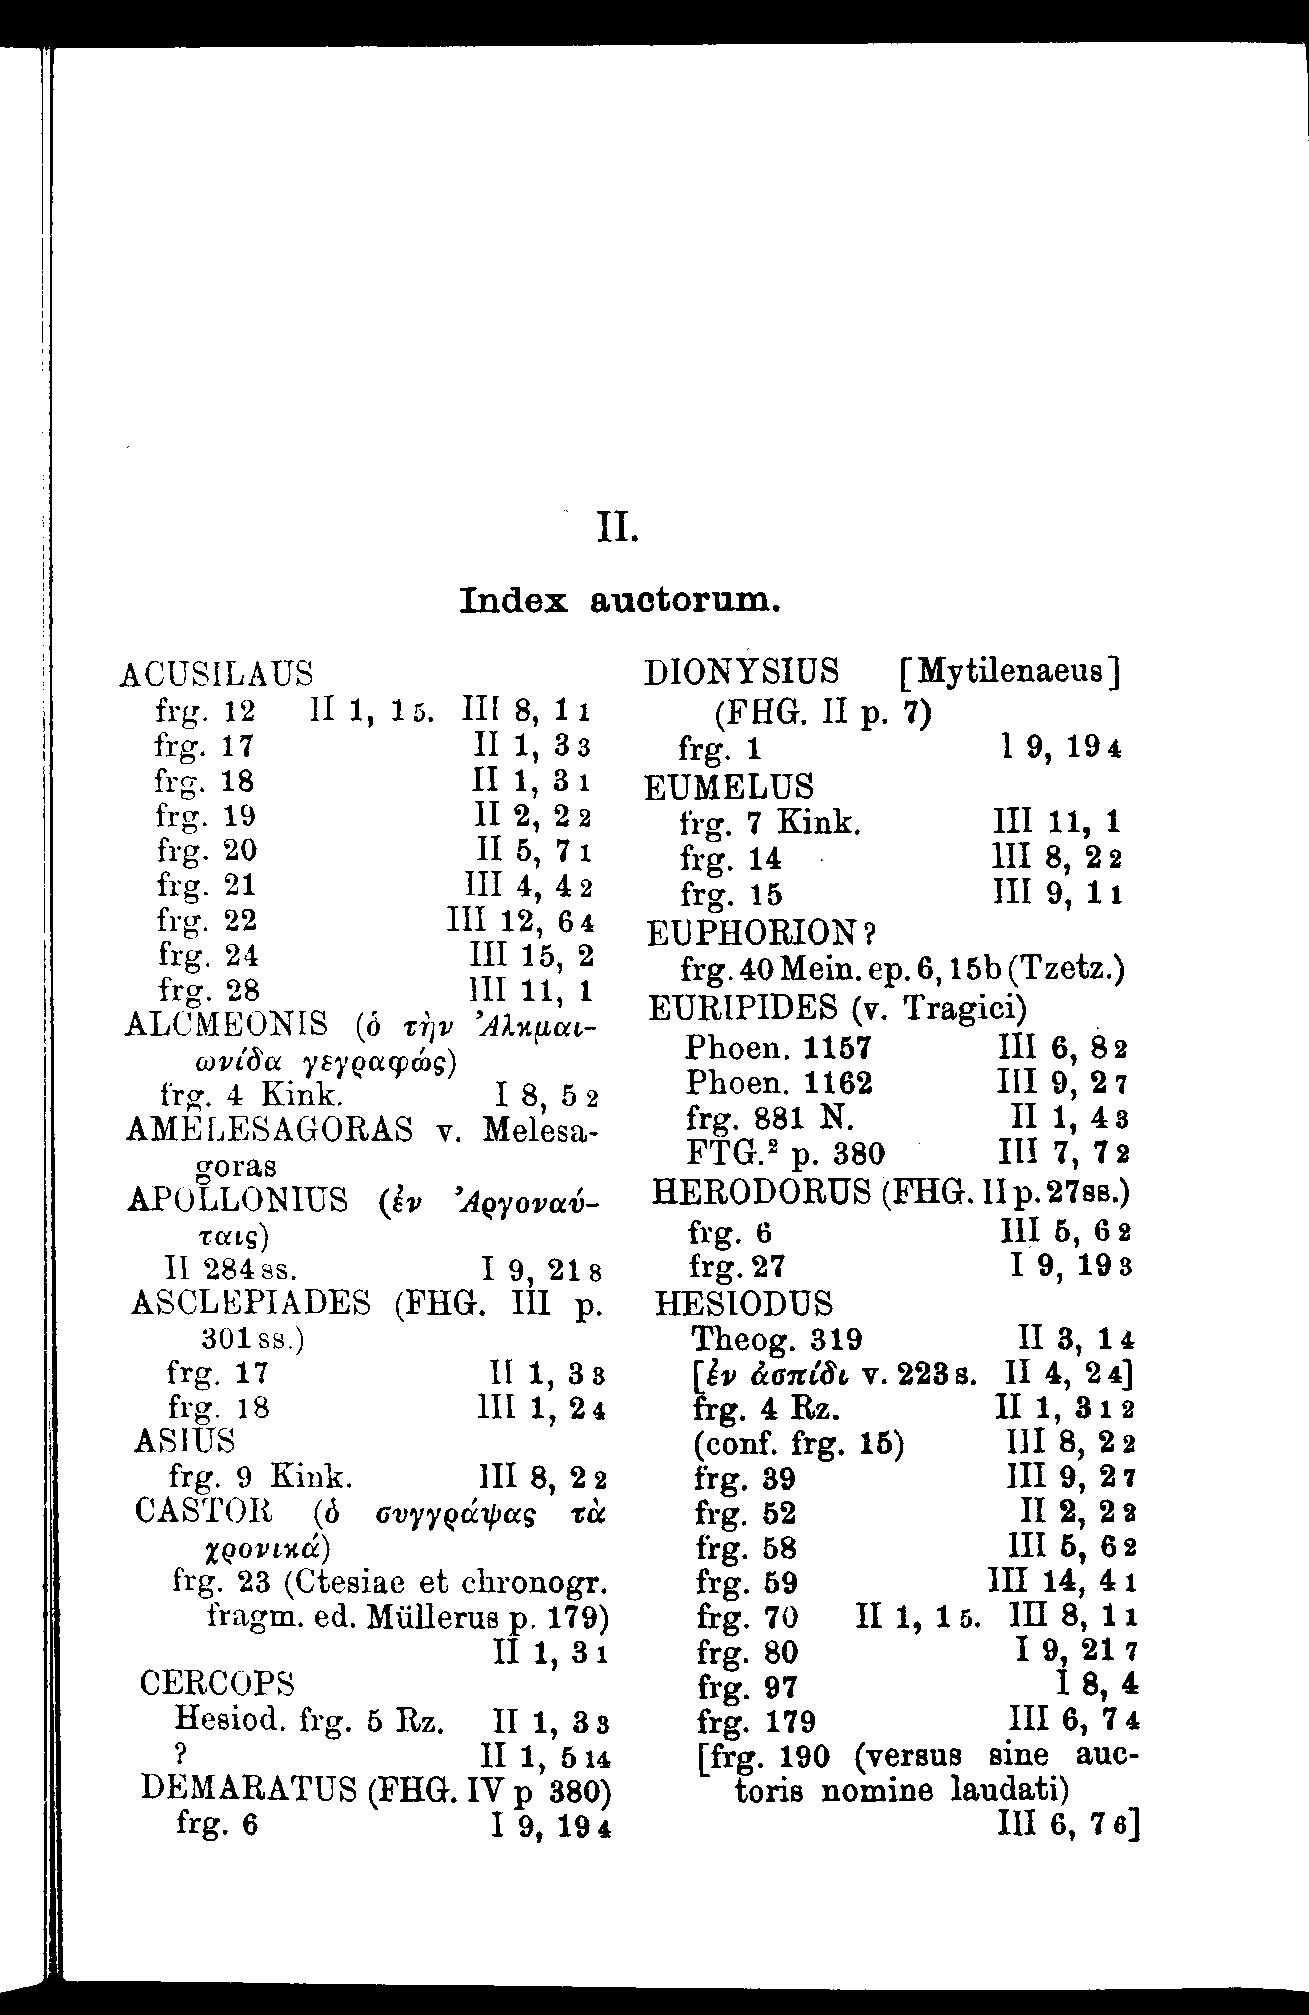 II.
Index auctorum.
ACUSILAUS
frg. 12 II 1, 1 5. III 8, 1 1
frg. 17 II 1, 3 3
frg. 18 II 1, 3 1
frg. 19 II 2, 2 2
frg. 20 II 5, 7 1
frg. 21 III 4, 4 2
frg. 22 III 12, 6 4
frg. 24 III 15, 2
frg. 28 III 11, 1
ALCMEONIS (ὁ τὴν Ἀλκμαι-
ωνίδα γεγραφώς)
frg. 4 Kink. I 8, 5 2
AMELESAGORAS v. Melesa-
goras
APOLLONIUS (ἐν Ἀργοναύ-
ταις)
II 284 ss. I 9, 21 8
ASCLEPIADES (FHG. III p.
301 ss.)
frg. 17 II 1, 3 3
frg. 18 III 1, 2 4
ASIUS
frg. 9 Kink. III 8, 2 2
CASTOR (ὁ συγγράψας τὰ
χρονικά)
frg. 23 (Ctesiae et chronogr.
fragm. ed. Müllerus p. 179)
II 1, 3 1
CERCOPS
Hesiod. frg. 5 Rz. II 1, 3 3
? II 1, 5 14
DEMARATUS (FHG. IV p 380)
frg. 6 I 9, 19 4
DIONYSIUS [Mytilenaeus]
(FHG. II p. 7)
frg. 1 I 9, 19 4
EUMELUS
frg. 7 Kink. III 11, 1
frg. 14 III 8, 2 2
frg. 15 III 9, 1 1
EUPHORION?
frg. 40 Mein. ep. 6, 15b (Tzetz.)
EURIPIDES (v. Tragici)
Phoen. 1157 III 6, 8 2
Phoen. 1162 III 9, 2 7
frg. 881 N. II 1, 4 3
FTG.² p. 380 III 7, 7 2
HERODORUS (FHG. II p. 27ss.)
frg. 6 III 5, 6 2
frg. 27 I 9, 19 3
HESIODUS
Theog. 319 II 3, 1 4
[ἐν ἀσπίδι v. 223 s. II 4, 2 4]
frg. 4 Rz. II 1, 3 1 2
(conf. frg. 15) III 8, 2 2
frg. 39 III 9, 2 7
frg. 52 II 2, 2 2
frg. 58 III 5, 6 2
frg. 59 III 14, 4 1
frg. 70 II 1, 1 5. III 8, 1 1
frg. 80 I 9, 21 7
frg. 97 I 8, 4
frg. 179 III 6, 7 4
[frg. 190 (versus sine auc-
toris nomine laudati)
III 6, 7 6]